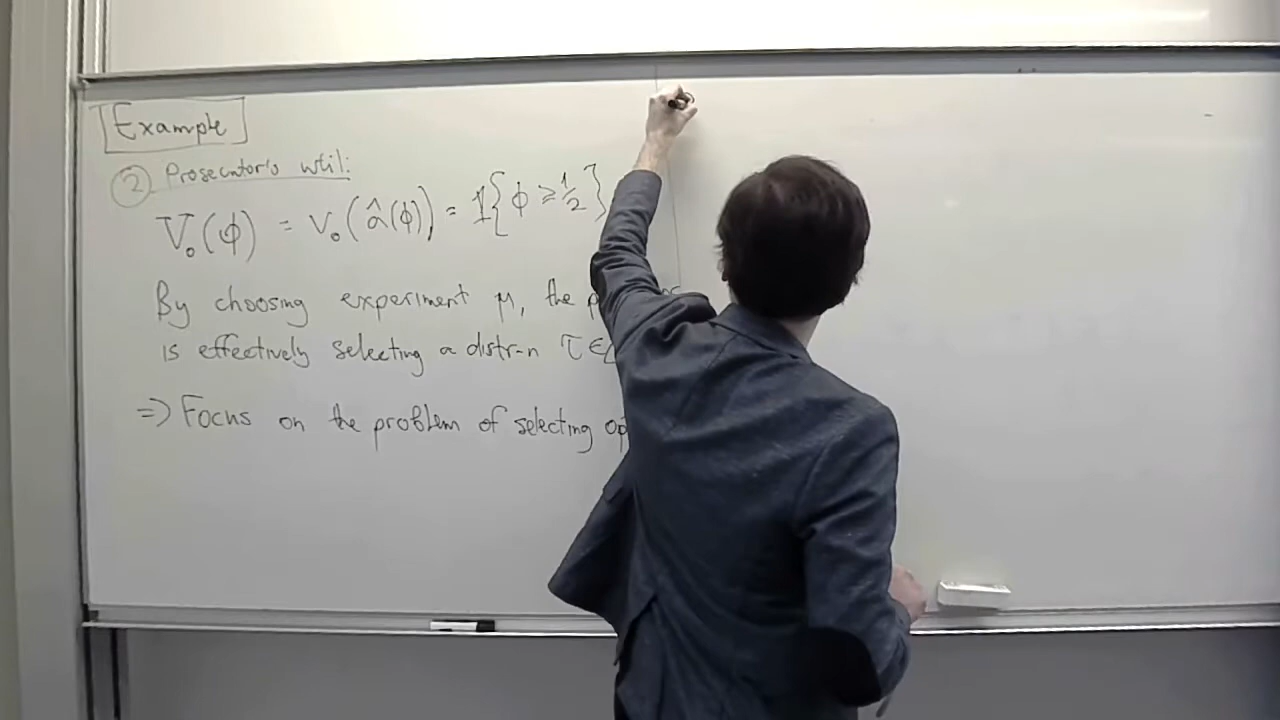 Example
② Prosecutor's util:
V₀(ϕ) = v₀(â(ϕ)) = 𝟙{ϕ ≥ 1/2}
By choosing experiment μ, the
is effectively selecting a distr-n τ ∈
=> Focus on the problem of selecting